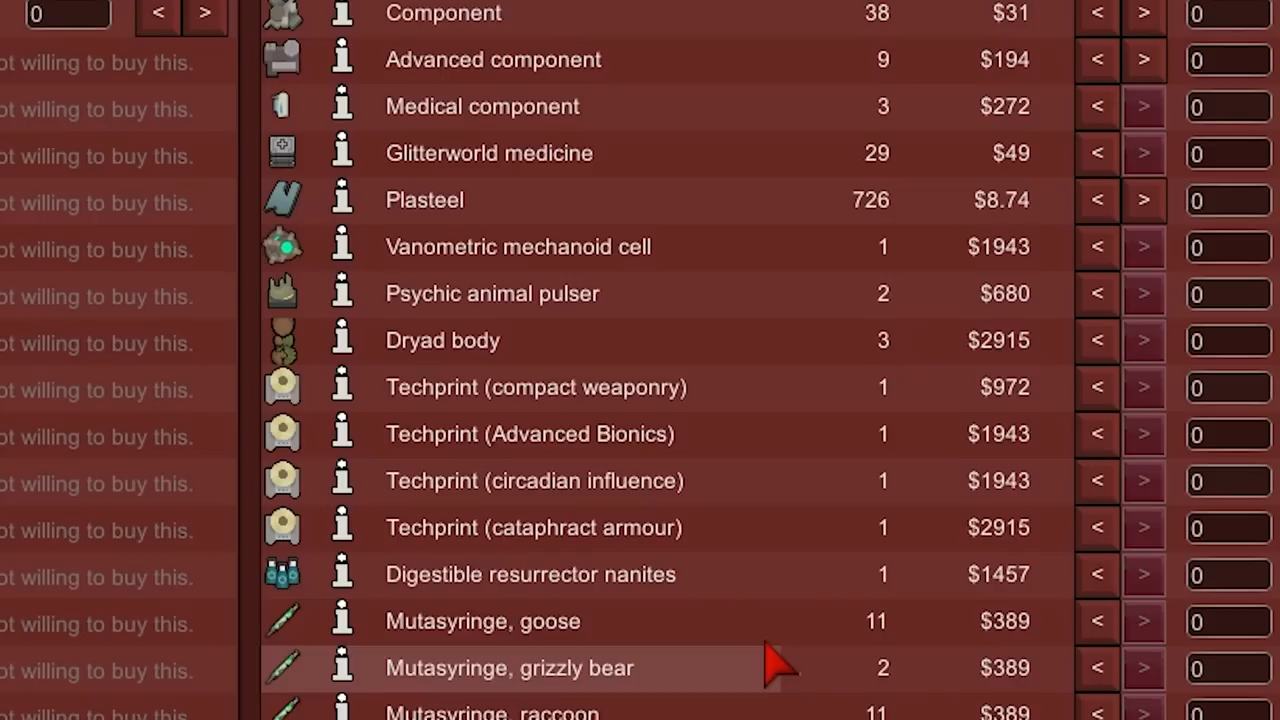 0 < > Component 38 $31 < > 0
ot willing to buy this. Advanced component 9 $194 < > 0
ot willing to buy this. Medical component 3 $272 < > 0
ot willing to buy this. Glitterworld medicine 29 $49 < > 0
ot willing to buy this. Plasteel 726 $8.74 < > 0
ot willing to buy this. Vanometric mechanoid cell 1 $1943 < > 0
ot willing to buy this. Psychic animal pulser 2 $680 < > 0
ot willing to buy this. Dryad body 3 $2915 < > 0
ot willing to buy this. Techprint (compact weaponry) 1 $972 < > 0
ot willing to buy this. Techprint (Advanced Bionics) 1 $1943 < > 0
ot willing to buy this. Techprint (circadian influence) 1 $1943 < > 0
ot willing to buy this. Techprint (cataphract armour) 1 $2915 < > 0
ot willing to buy this. Digestible resurrector nanites 1 $1457 < > 0
ot willing to buy this. Mutasyringe, goose 11 $389 < > 0
ot willing to buy this. Mutasyringe, grizzly bear 2 $389 < > 0
ot willing to buy this. Mutasyringe, raccoon 11 $389 < > 0